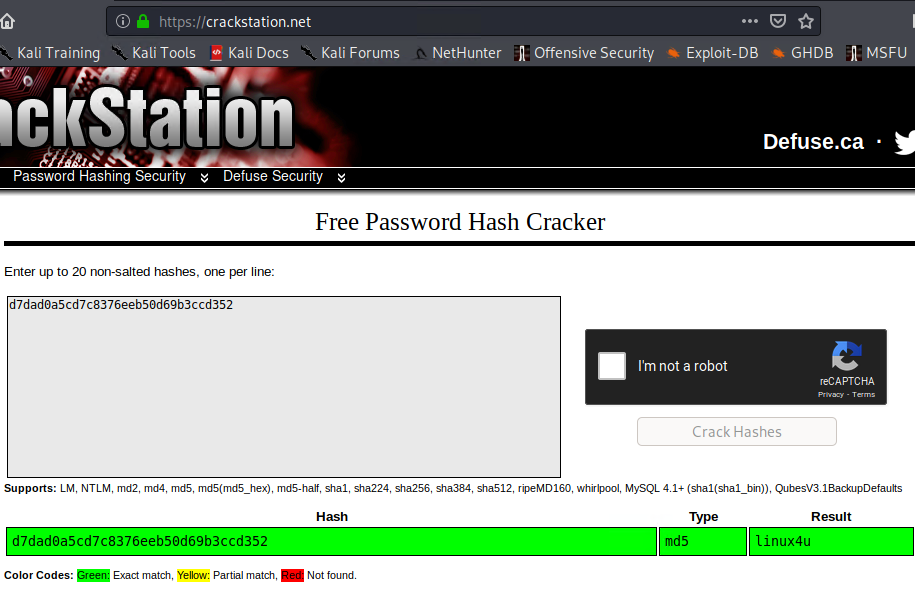 https://crackstation.net
Kali Training Kali Tools Kali Docs Kali Forums NetHunter Offensive Security Exploit-DB GHDB MSFU
ackStation
Defuse.ca ·
Password Hashing Security Defuse Security
Free Password Hash Cracker
Enter up to 20 non-salted hashes, one per line:
d7dad0a5cd7c8376eeb50d69b3ccd352
I'm not a robot
reCAPTCHA
Privacy - Terms
Crack Hashes
Supports: LM, NTLM, md2, md4, md5, md5(md5_hex), md5-half, sha1, sha224, sha256, sha384, sha512, ripeMD160, whirlpool, MySQL 4.1+ (sha1(sha1_bin)), QubesV3.1BackupDefaults
Hash Type Result
d7dad0a5cd7c8376eeb50d69b3ccd352 md5 linux4u
Color Codes: Green: Exact match, Yellow: Partial match, Red: Not found.